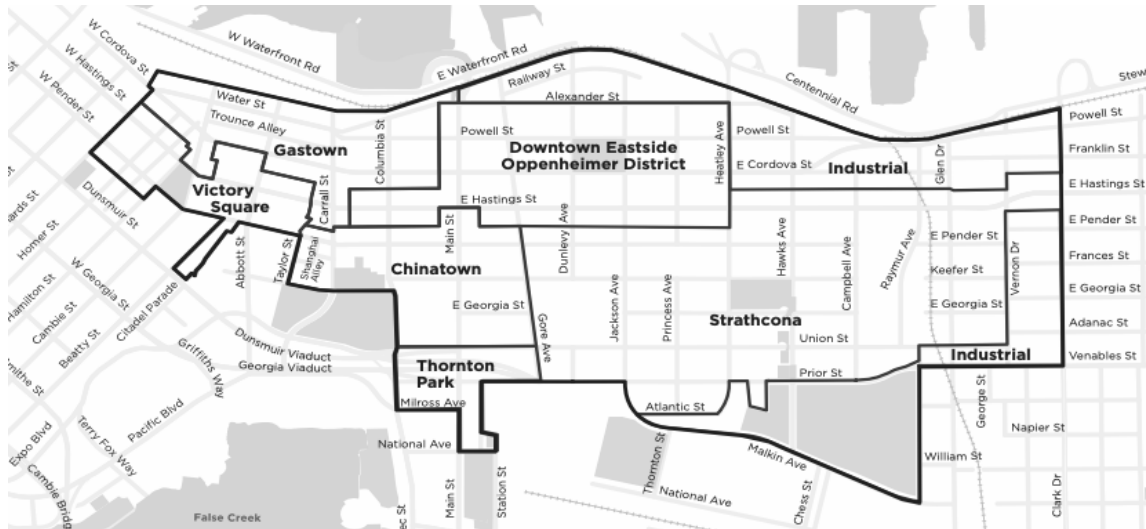 W Cordova St
W Hastings St
W Pender St
W Waterfront Rd
E Waterfront Rd
Railway St
Centennial Rd
Water St
Trounce Alley
Gastown
Columbia St
Alexander St
Powell St
Downtown Eastside
Oppenheimer District
Heatley Ave
Powell St
E Cordova St
Industrial
Glen Dr
Powell St
Franklin St
E Hastings St
E Pender St
Frances St
E Georgia St
Adanac St
Venables St
Victory
Square
Carrall St
E Hastings St
Main St
Dunlevy Ave
Dunsmuir St
Homer St
Hamilton St
Cambie St
Beatty St
W Georgia St
Citadel Parade
Abbott St
Taylor St
Shanghai
Alley
Chinatown
E Georgia St
Gore Ave
Jackson Ave
Princess Ave
Hawks Ave
Campbell Ave
Raymur Ave
E Pender St
Keefer St
E Georgia St
Vernon Dr
Strathcona
Union St
Prior St
Industrial
Dunsmuir Viaduct
Georgia Viaduct
Griffiths Way
Pacific Blvd
Terry Fox Way
Expo Blvd
Cambie Bridg
Thornton
Park
Milross Ave
National Ave
Main St
Station St
Atlantic St
Thornton St
National Ave
Malkin Ave
Chess St
George St
Napier St
William St
Clark Dr
False Creek